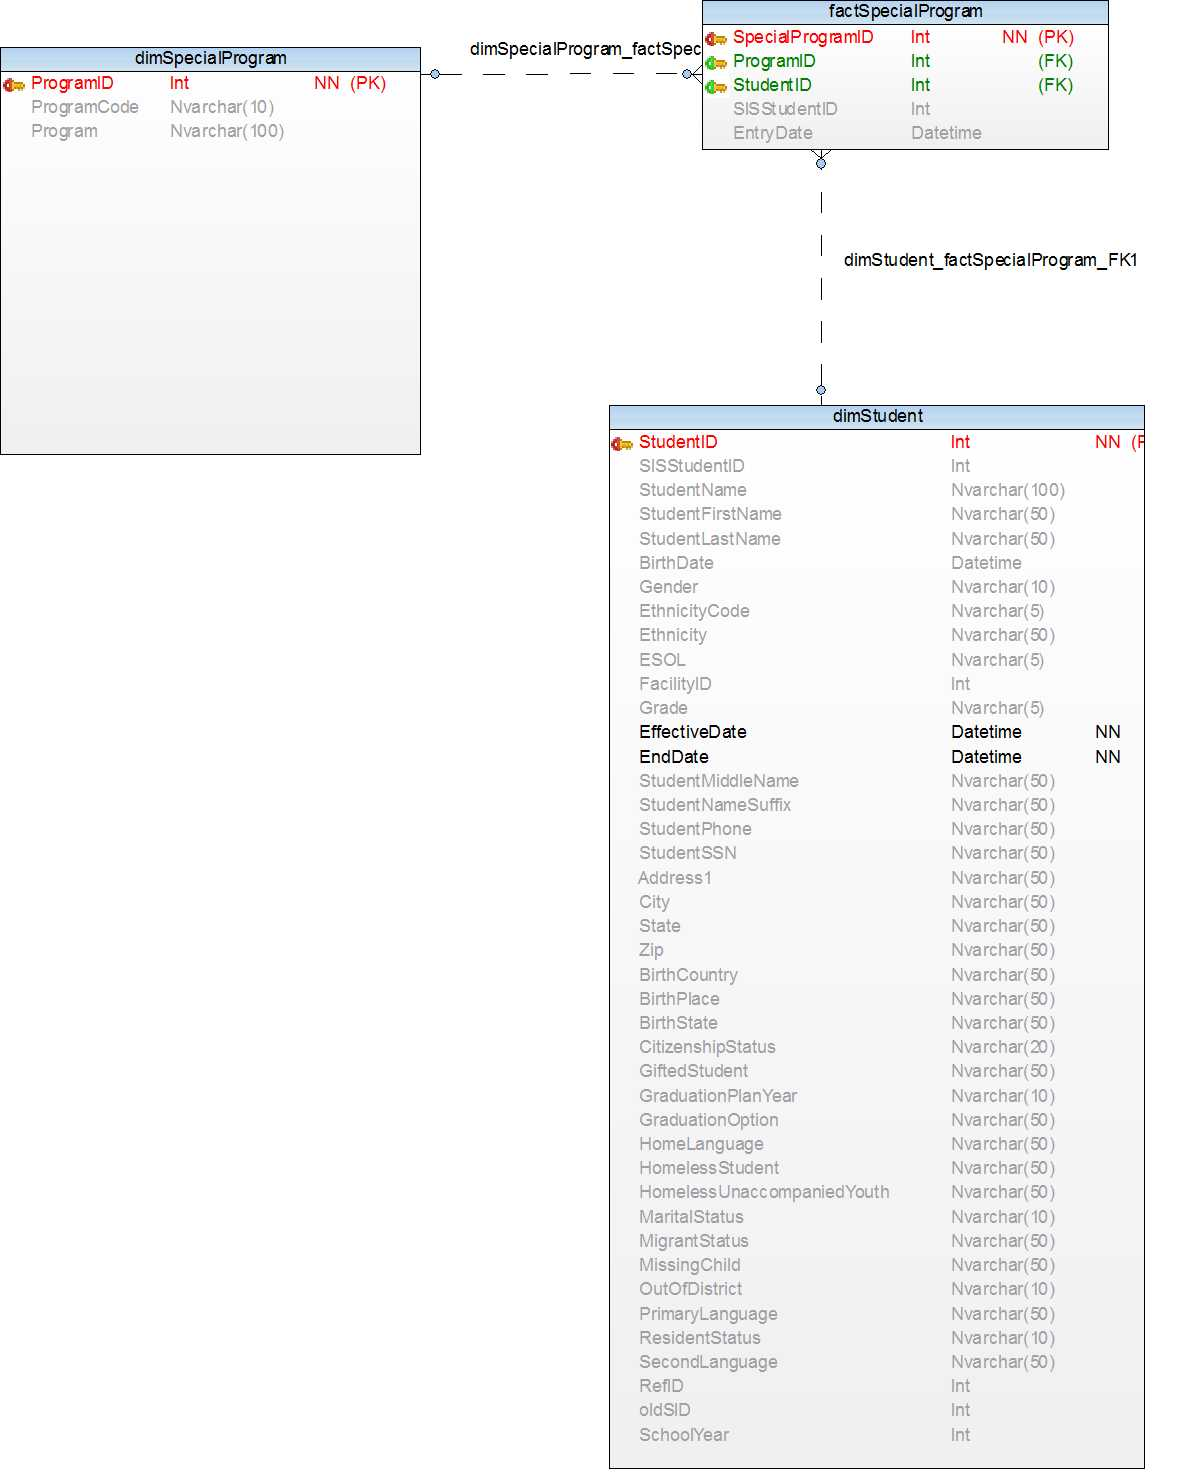 dimSpecialProgram
ProgramID Int NN (PK)
ProgramCode Nvarchar(10)
Program Nvarchar(100)
dimSpecialProgram_factSpec
factSpecialProgram
SpecialProgramID Int NN (PK)
ProgramID Int (FK)
StudentID Int (FK)
SISStudentID Int
EntryDate Datetime
dimStudent_factSpecialProgram_FK1
dimStudent
StudentID Int NN (P
SISStudentID Int
StudentName Nvarchar(100)
StudentFirstName Nvarchar(50)
StudentLastName Nvarchar(50)
BirthDate Datetime
Gender Nvarchar(10)
EthnicityCode Nvarchar(5)
Ethnicity Nvarchar(50)
ESOL Nvarchar(5)
FacilityID Int
Grade Nvarchar(5)
EffectiveDate Datetime NN
EndDate Datetime NN
StudentMiddleName Nvarchar(50)
StudentNameSuffix Nvarchar(50)
StudentPhone Nvarchar(50)
StudentSSN Nvarchar(50)
Address1 Nvarchar(50)
City Nvarchar(50)
State Nvarchar(50)
Zip Nvarchar(50)
BirthCountry Nvarchar(50)
BirthPlace Nvarchar(50)
BirthState Nvarchar(50)
CitizenshipStatus Nvarchar(20)
GiftedStudent Nvarchar(50)
GraduationPlanYear Nvarchar(10)
GraduationOption Nvarchar(50)
HomeLanguage Nvarchar(50)
HomelessStudent Nvarchar(50)
HomelessUnaccompaniedYouth Nvarchar(50)
MaritalStatus Nvarchar(10)
MigrantStatus Nvarchar(50)
MissingChild Nvarchar(50)
OutOfDistrict Nvarchar(10)
PrimaryLanguage Nvarchar(50)
ResidentStatus Nvarchar(10)
SecondLanguage Nvarchar(50)
RefID Int
oldSID Int
SchoolYear Int